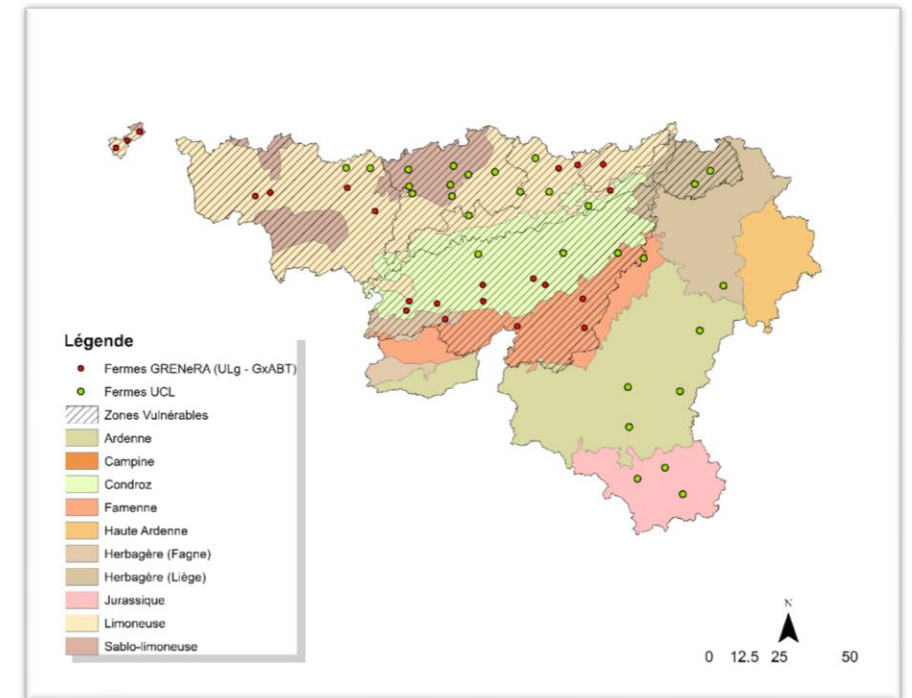 Légende
Fermes GRENeRA (ULg - GxABT)
Fermes UCL
Zones Vulnérables
Ardenne
Campine
Condroz
Famenne
Haute Ardenne
Herbagère (Fagne)
Herbagère (Liège)
Jurassique
Limoneuse
Sablo-limoneuse
N
0 12.5 25 50